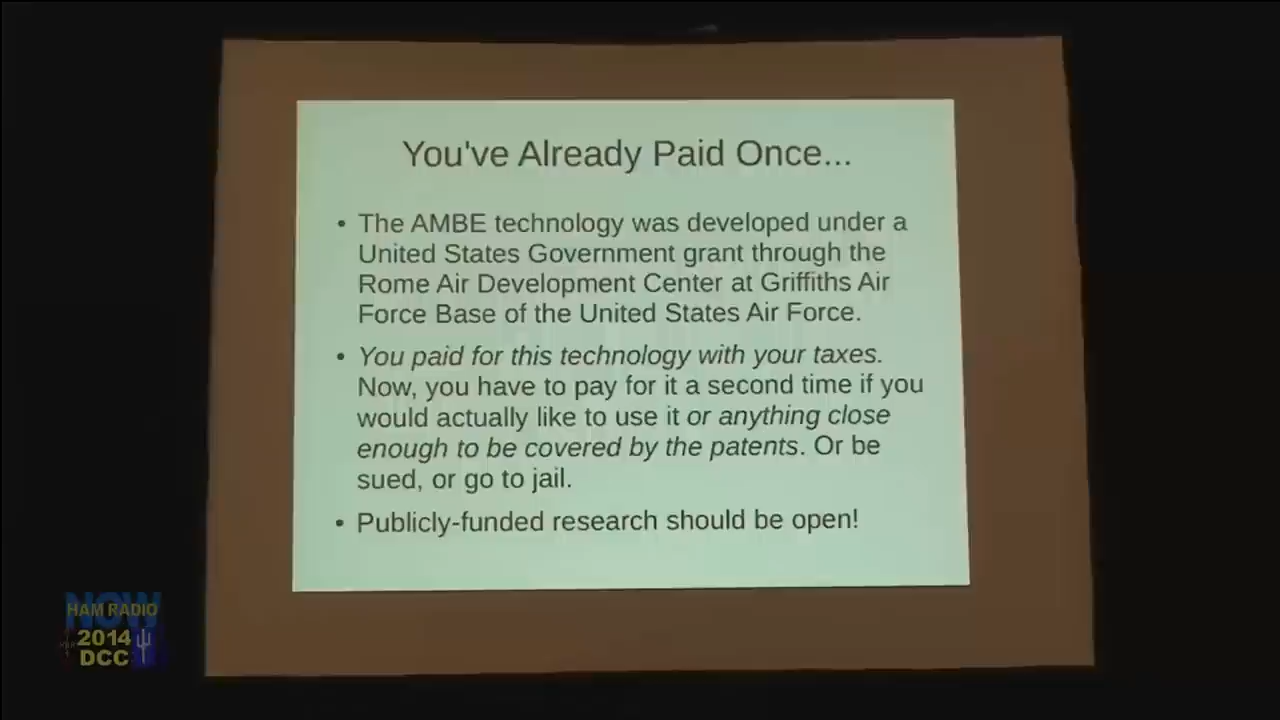 You've Already Paid Once...
• The AMBE technology was developed under a
United States Government grant through the
Rome Air Development Center at Griffiths Air
Force Base of the United States Air Force.
• You paid for this technology with your taxes.
Now, you have to pay for it a second time if you
would actually like to use it or anything close
enough to be covered by the patents. Or be
sued, or go to jail.
• Publicly-funded research should be open!
NOW
HAM RADIO
2014
DCC